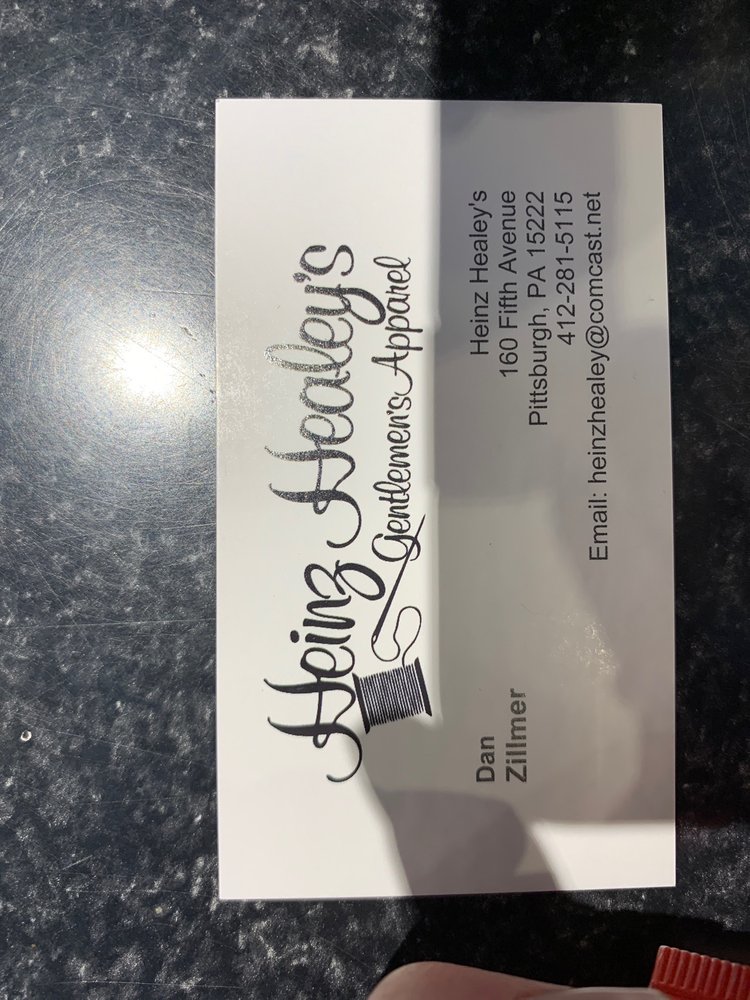 Heinz Healey's
Gentlemen's Apparel
Dan
Zillmer
Heinz Healey's
160 Fifth Avenue
Pittsburgh, PA 15222
412-281-5115
Email: heinzhealey@comcast.net